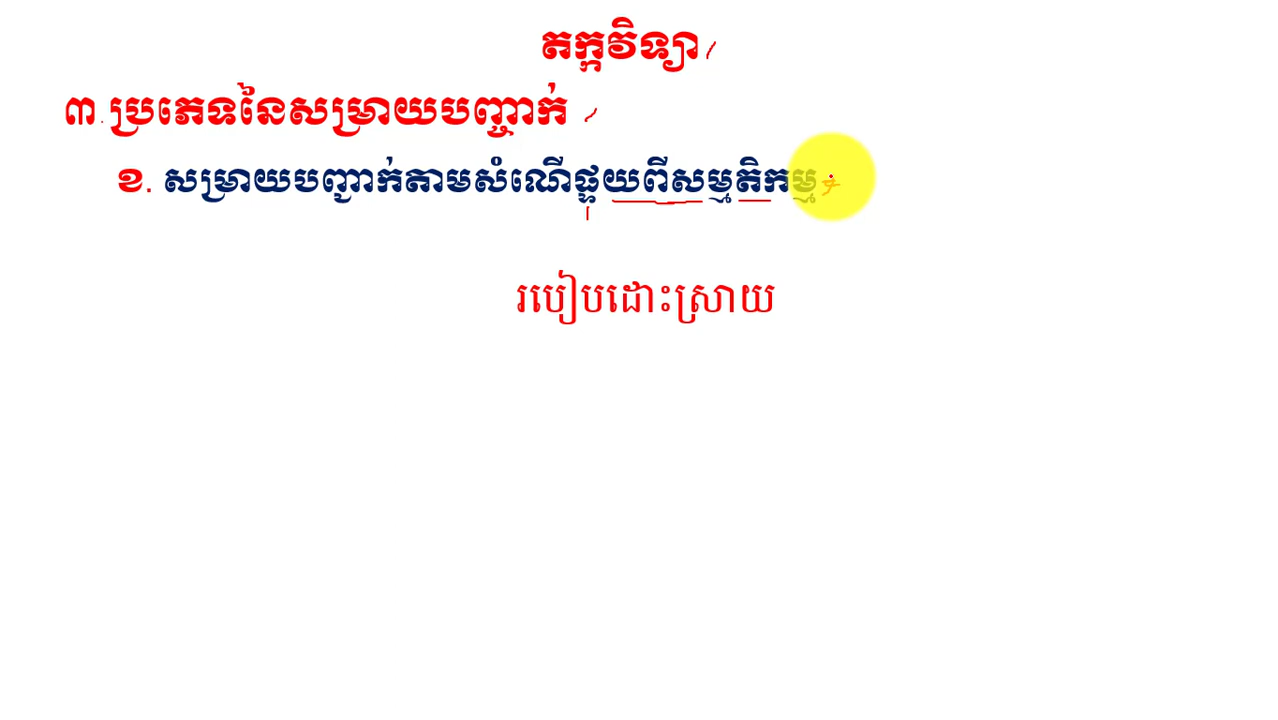 តក្កវិទ្យា
៣.ប្រភេទនៃសម្រាយបញ្ជាក់
ខ. សម្រាយបញ្ជាក់តាមសំណើផ្ទុយពីសម្មតិកម្ម
របៀបដោះស្រាយ